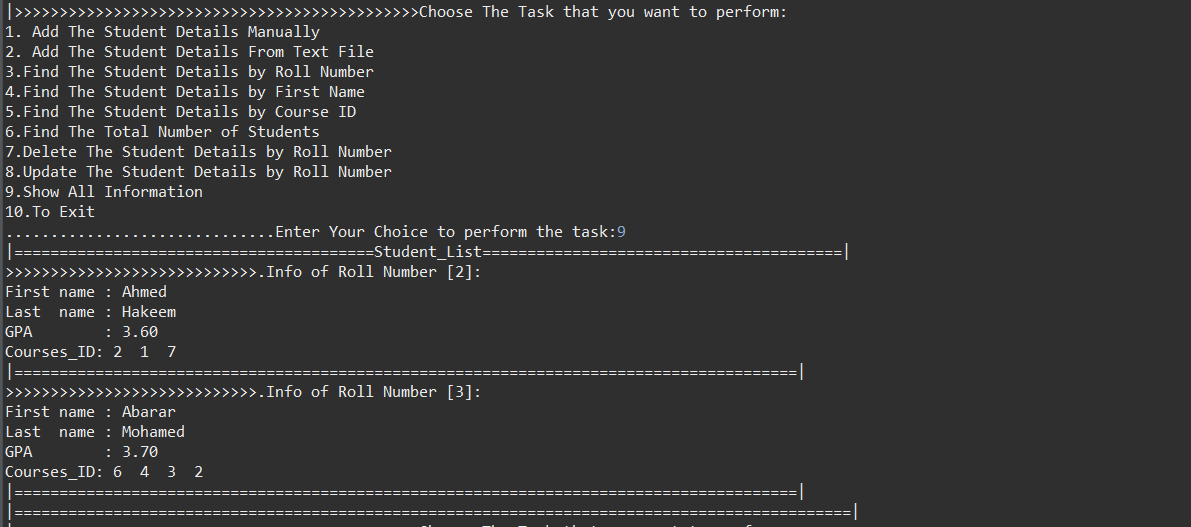 |>>>>>>>>>>>>>>>>>>>>>>>>>>>>>>>>>>>>>>>>>>>>>Choose The Task that you want to perform:
1. Add The Student Details Manually
2. Add The Student Details From Text File
3.Find The Student Details by Roll Number
4.Find The Student Details by First Name
5.Find The Student Details by Course ID
6.Find The Total Number of Students
7.Delete The Student Details by Roll Number
8.Update The Student Details by Roll Number
9.Show All Information
10.To Exit
..............................Enter Your Choice to perform the task:9
|========================================Student_List========================================|
>>>>>>>>>>>>>>>>>>>>>>>>>>>>.Info of Roll Number [2]:
First name : Ahmed
Last  name : Hakeem
GPA        : 3.60
Courses_ID: 2  1  7
|=======================================================================================|
>>>>>>>>>>>>>>>>>>>>>>>>>>>>.Info of Roll Number [3]:
First name : Abarar
Last  name : Mohamed
GPA        : 3.70
Courses_ID: 6  4  3  2
|=======================================================================================|
|=============================================================================================|